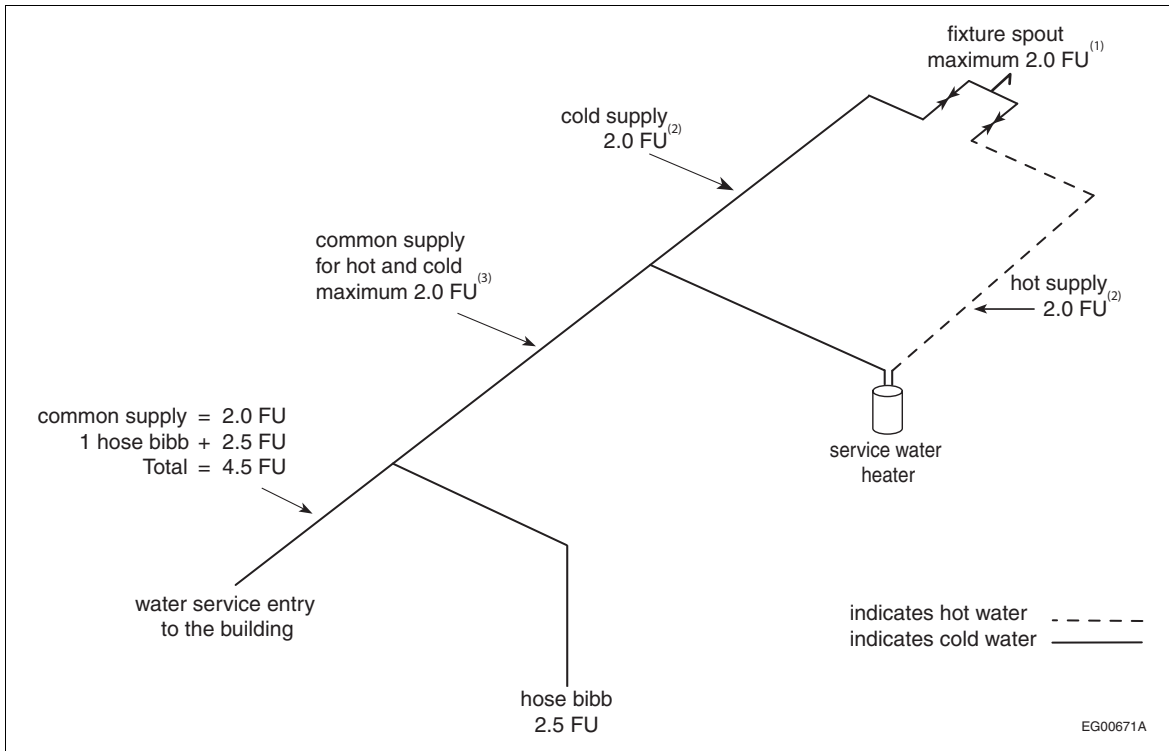 fixture spout
maximum 2.0 FU(1)
cold supply
2.0 FU(2)
common supply
for hot and cold
maximum 2.0 FU(3)
hot supply
2.0 FU(2)
common supply = 2.0 FU
1 hose bibb + 2.5 FU
Total = 4.5 FU
service water
heater
water service entry
to the building
indicates hot water
indicates cold water
hose bibb
2.5 FU
EG00671A